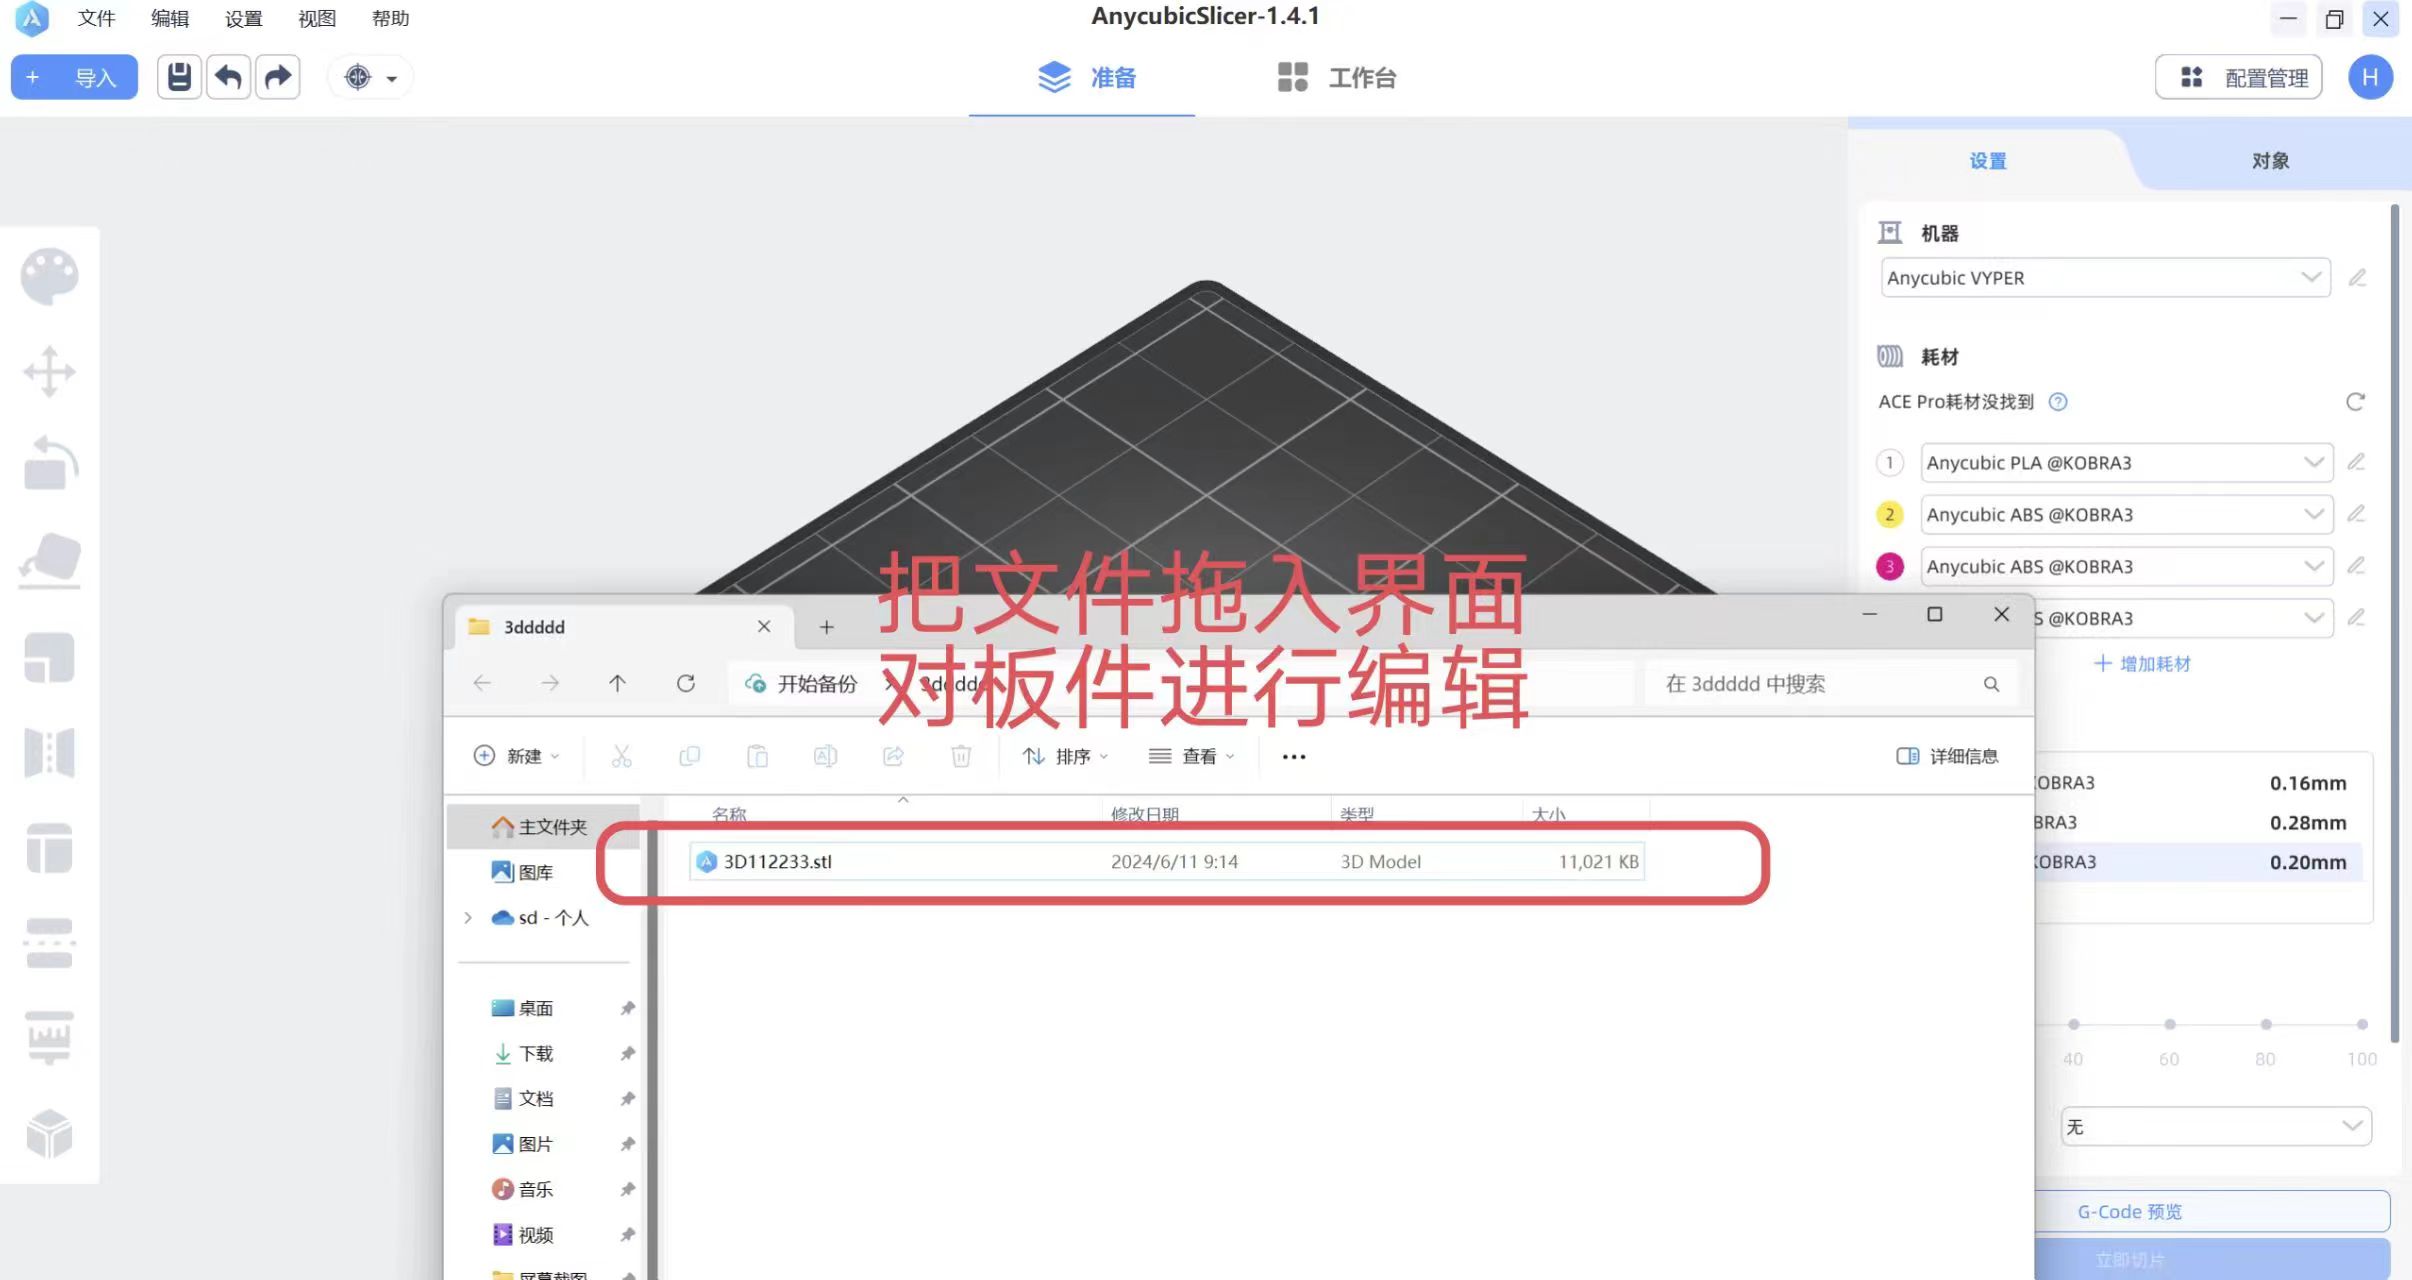 文件 编辑 设置 视图 帮助
AnycubicSlicer-1.4.1
+ 导入
准备
工作台
配置管理
H
设置
对象
机器
Anycubic VYPER
耗材
ACE Pro耗材没找到 ?
1 Anycubic PLA @KOBRA3
2 Anycubic ABS @KOBRA3
3 Anycubic ABS @KOBRA3
S @KOBRA3
+ 增加耗材
把文件拖入界面
对板件进行编辑
3ddddd
开始备份
在 3ddddd 中搜索
新建
排序
查看
详细信息
OBRA3 0.16mm
BRA3 0.28mm
KOBRA3 0.20mm
名称 修改日期 类型 大小
3D112233.stl 2024/6/11 9:14 3D Model 11,021 KB
主文件夹
图库
sd - 个人
桌面
下载
文档
图片
音乐
视频
屏幕截图
40 60 80 100
无
G-Code 预览
立即切片